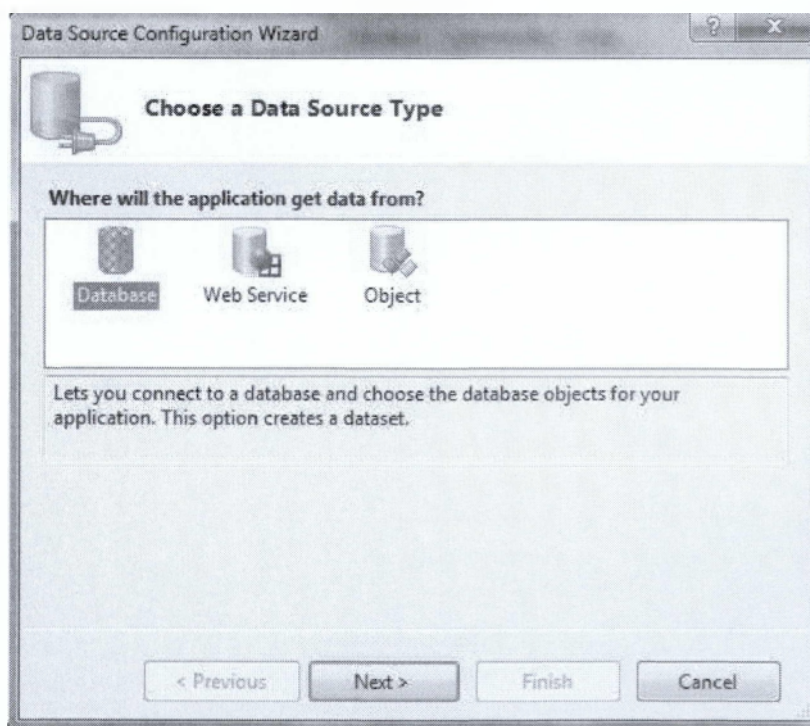 Data Source Configuration Wizard
Choose a Data Source Type
Where will the application get data from?
Database Web Service Object
Lets you connect to a database and choose the database objects for your
application. This option creates a dataset.
< Previous Next > Finish Cancel